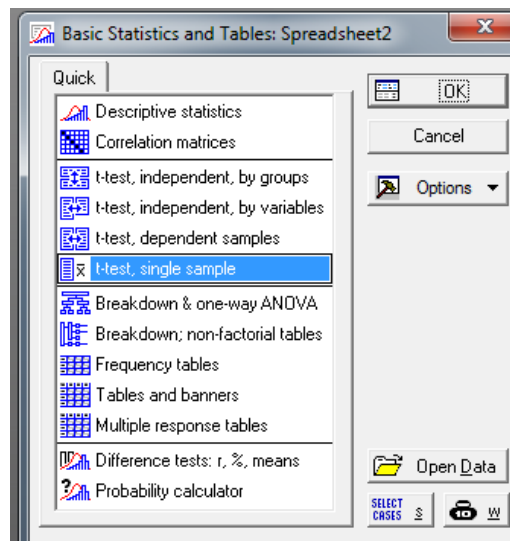 Basic Statistics and Tables: Spreadsheet2
X
Quick
Descriptive statistics
Correlation matrices
t-test, independent, by groups
t-test, independent, by variables
t-test, dependent samples
x̄ t-test, single sample
Breakdown & one-way ANOVA
Breakdown; non-factorial tables
Frequency tables
Tables and banners
Multiple response tables
Difference tests: r, %, means
Probability calculator
OK
Cancel
Options
Open Data
SELECT
CASES S
W